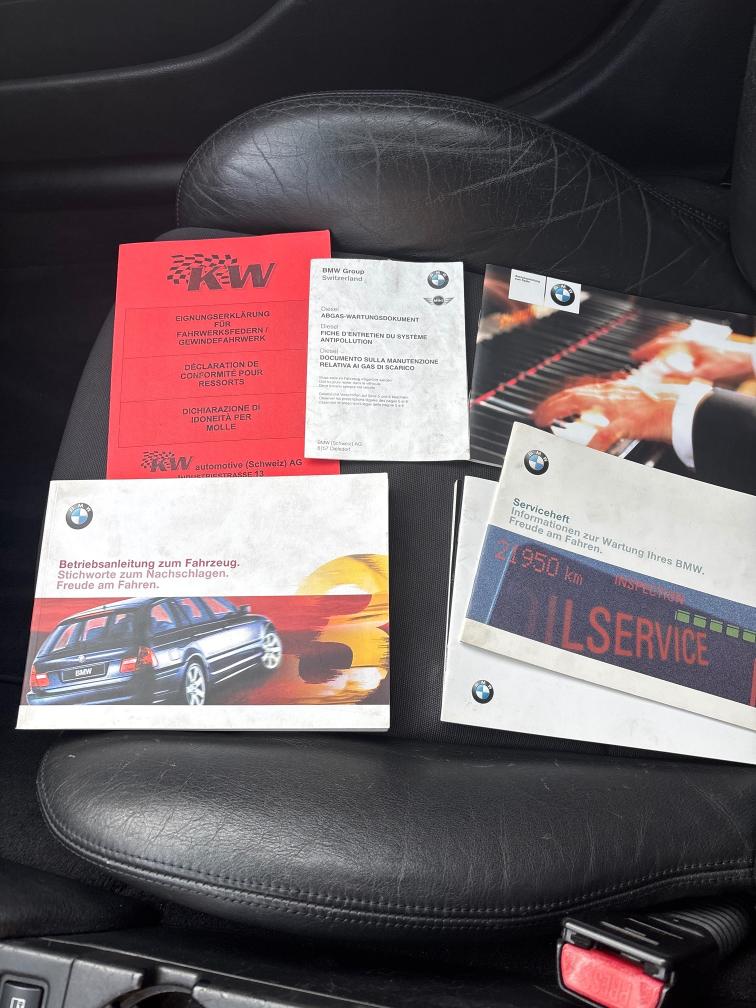 KW
EIGNUNGSERKLÄRUNG
FÜR
FAHRWERKSFEDERN /
GEWINDEFAHRWERK
DÉCLARATION DE
CONFORMITÉ POUR
RESSORTS
DICHIARAZIONE DI
IDONEITÀ PER
MOLLE
KW automotive (Schweiz) AG
INDUSTRIESTRASSE 13
BMW Group
Switzerland
Diesel
ABGAS-WARTUNGSDOKUMENT
Diesel
FICHE D'ENTRETIEN DU SYSTÈME
ANTIPOLLUTION
Diesel
DOCUMENTO SULLA MANUTENZIONE
RELATIVA AI GAS DI SCARICO
BMW (Schweiz) AG
8157 Dielsdorf
Betriebsanleitung zum Fahrzeug.
Stichworte zum Nachschlagen.
Freude am Fahren.
BMW
Serviceheft
Informationen zur Wartung Ihres BMW.
Freude am Fahren.
21950 km
INSPECTION
OILSERVICE